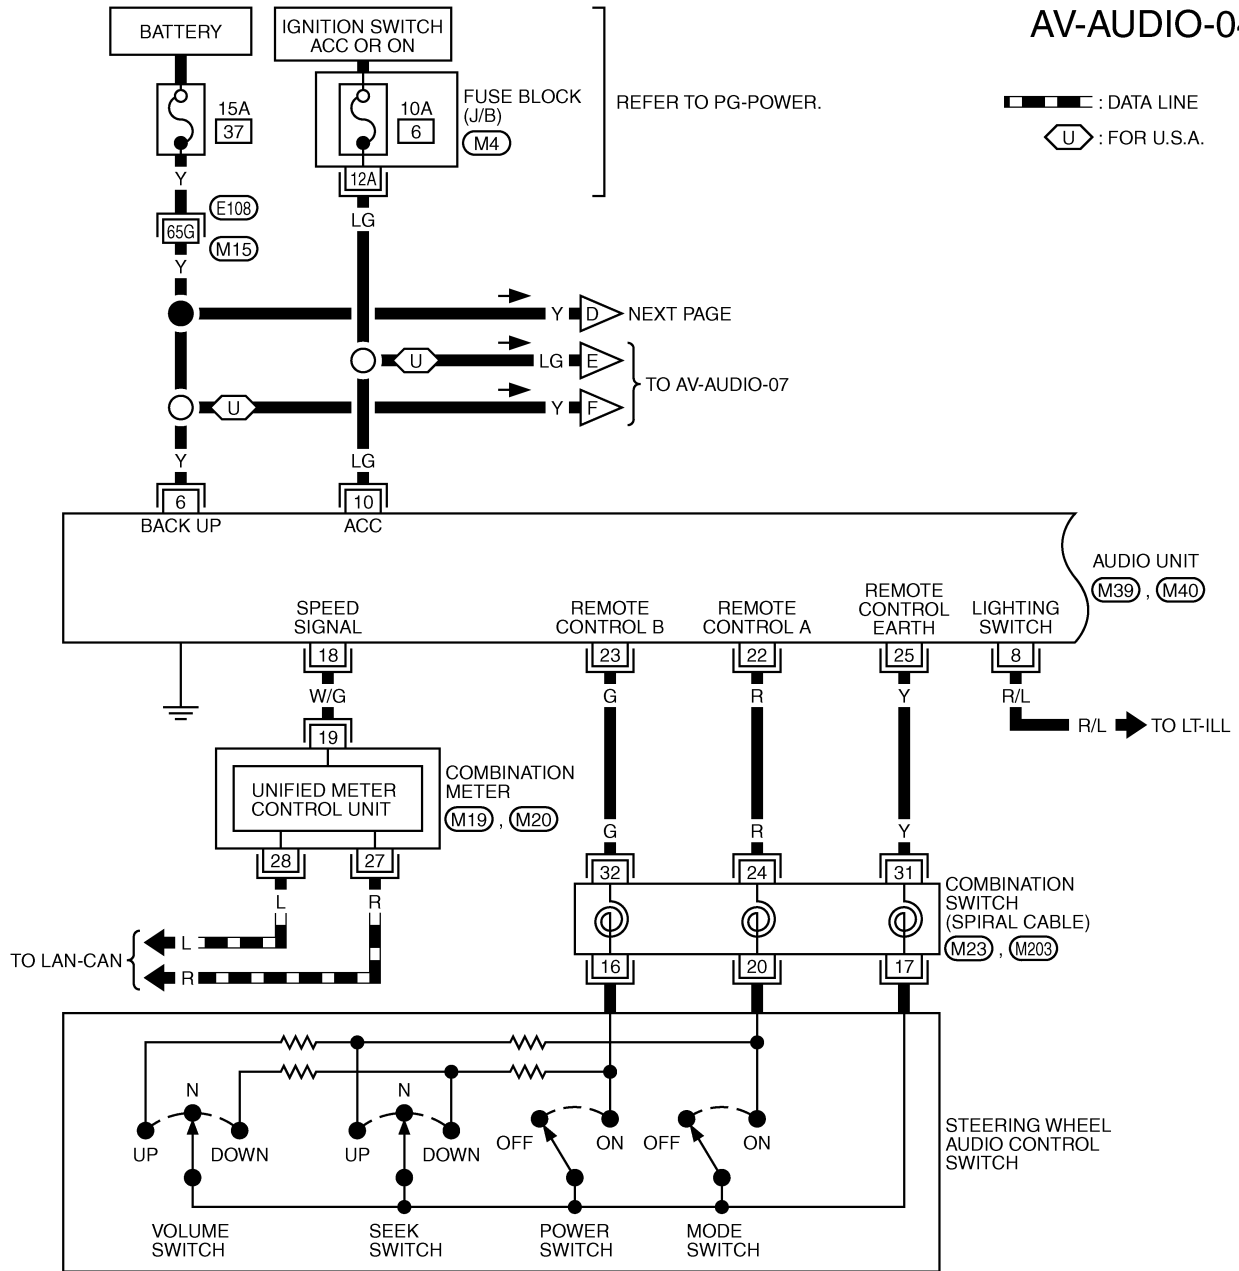 AV-AUDIO-04
BATTERY
IGNITION SWITCH
ACC OR ON
15A
37
10A
6
FUSE BLOCK
(J/B)
M4
REFER TO PG-POWER.
: DATA LINE
U : FOR U.S.A.
Y
12A
E108
LG
65G
M15
Y
Y D NEXT PAGE
U LG E
TO AV-AUDIO-07
U Y F
Y LG
6 10
BACK UP ACC
AUDIO UNIT
M39 , M40
SPEED
SIGNAL
REMOTE
CONTROL B
REMOTE
CONTROL A
REMOTE
CONTROL
EARTH
LIGHTING
SWITCH
18 23 22 25 8
W/G G R Y R/L
19
R/L TO LT-ILL
UNIFIED METER
CONTROL UNIT
COMBINATION
METER
M19 , M20
G R Y
28 27 32 24 31
L R
COMBINATION
SWITCH
(SPIRAL CABLE)
M23 , M203
TO LAN-CAN
L
R
16 20 17
N N
UP DOWN UP DOWN OFF ON OFF ON
STEERING WHEEL
AUDIO CONTROL
SWITCH
VOLUME
SWITCH
SEEK
SWITCH
POWER
SWITCH
MODE
SWITCH